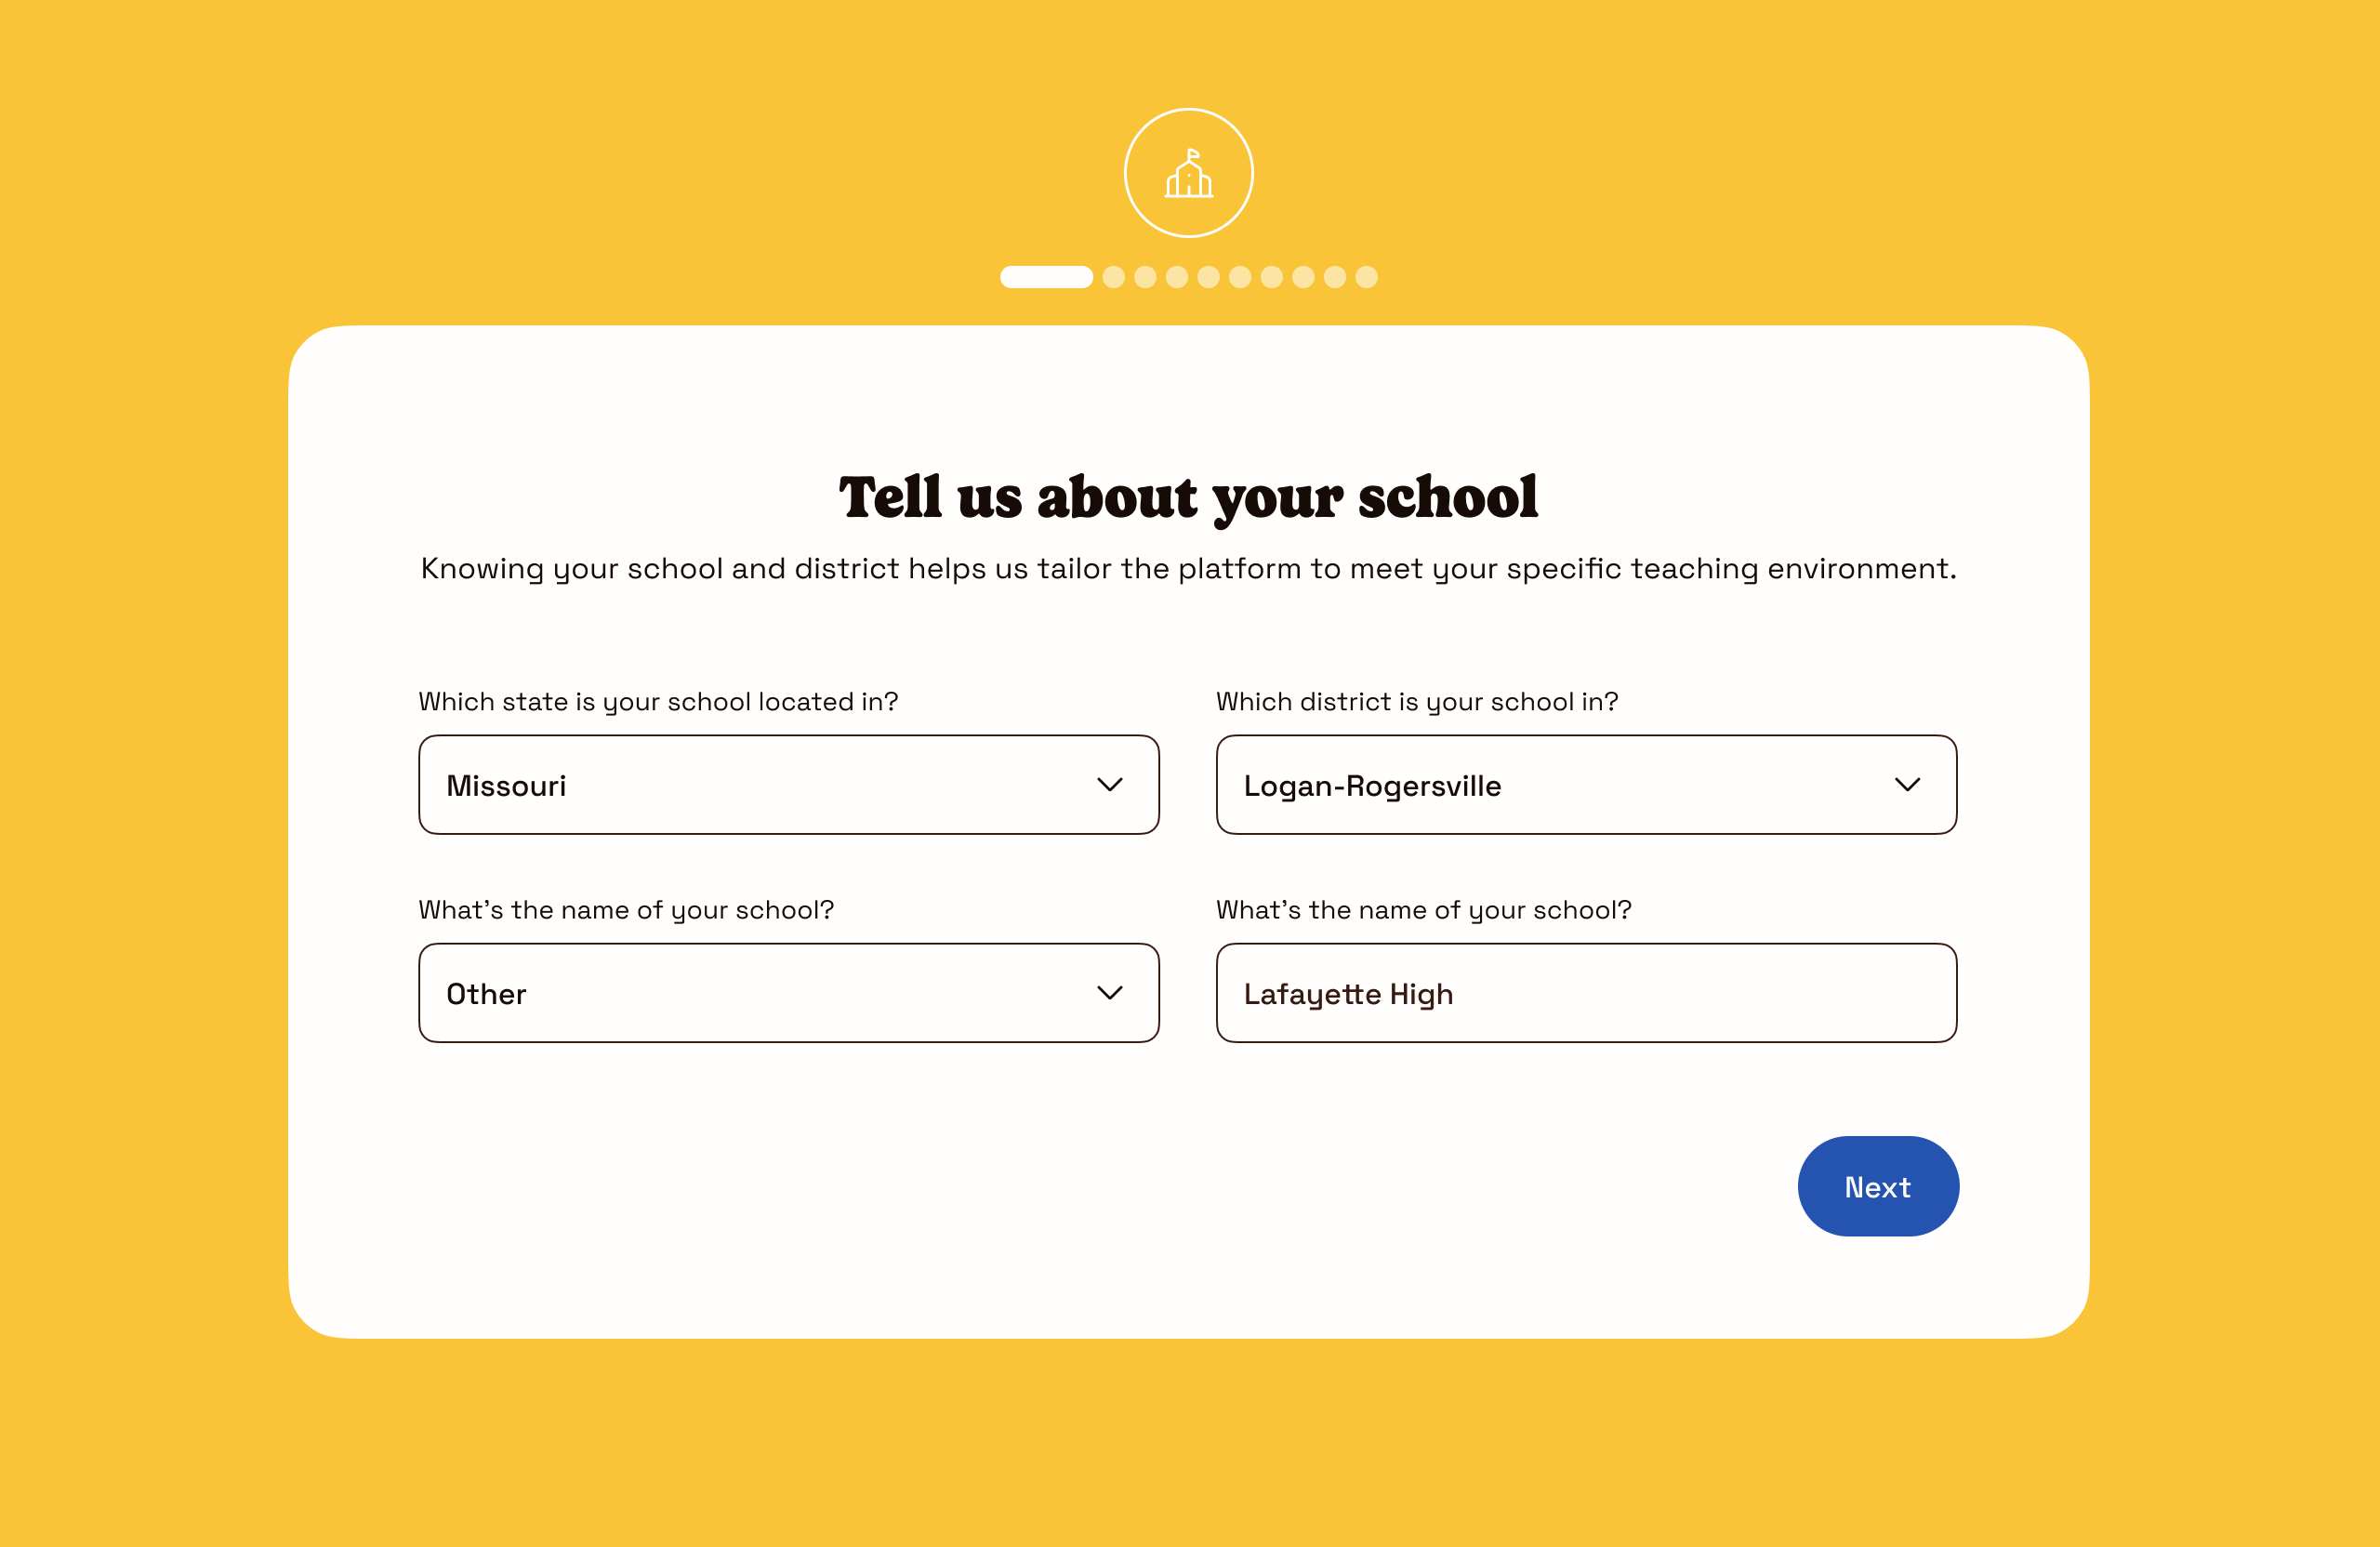 Tell us about your school
Knowing your school and district helps us tailor the platform to meet your specific teaching environment.
Which state is your school located in?
Missouri
Which district is your school in?
Logan-Rogersville
What's the name of your school?
Other
What's the name of your school?
Lafayette High
Next